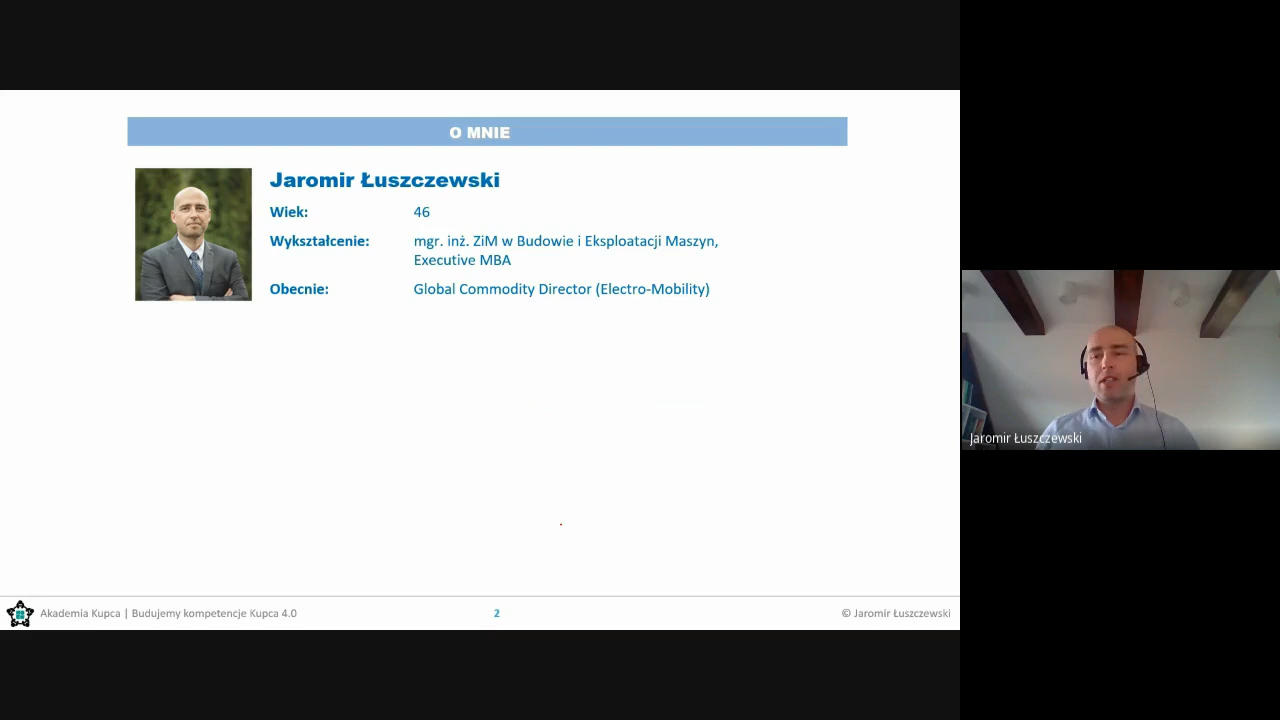 O MNIE
Jaromir Łuszczewski
Wiek: 46
Wykształcenie: mgr. inż. ZiM w Budowie i Eksploatacji Maszyn,
Executive MBA
Obecnie: Global Commodity Director (Electro-Mobility)
Jaromir Łuszczewski
Akademia Kupca | Budujemy kompetencje Kupca 4.0 2 © Jaromir Łuszczewski